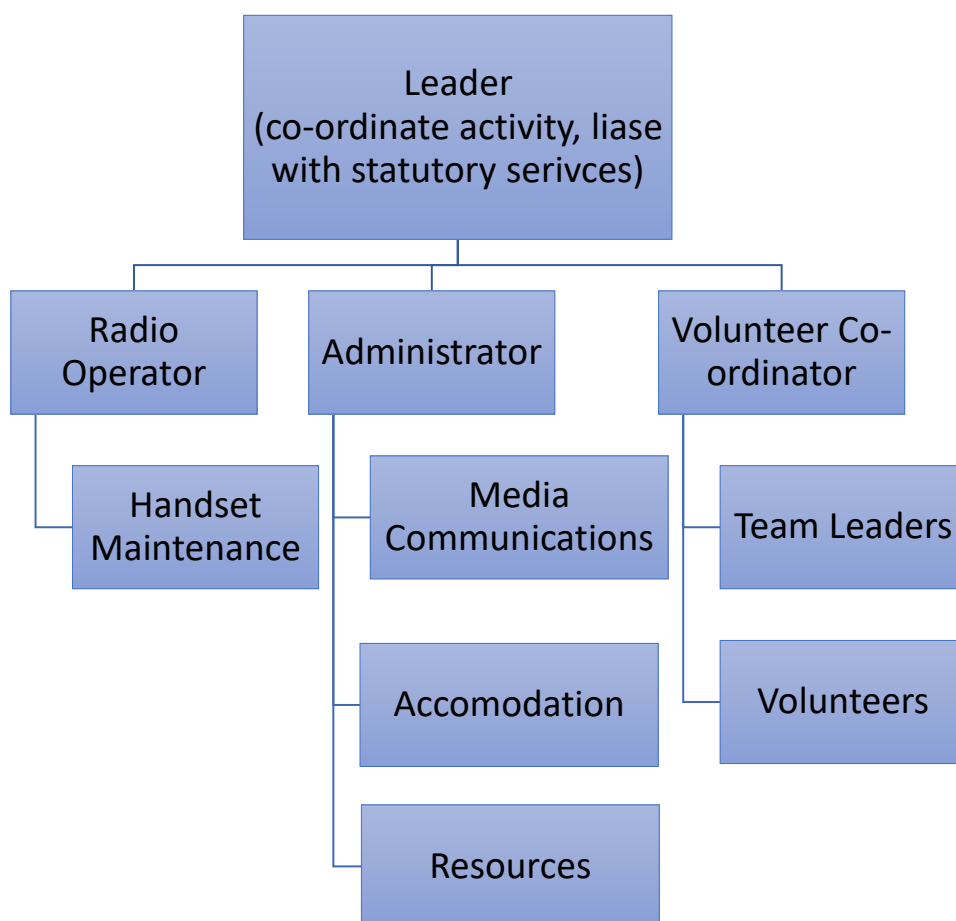 Leader
(co-ordinate activity, liase
with statutory serivces)
Radio
Operator
Administrator
Volunteer Co-
ordinator
Handset
Maintenance
Media
Communications
Team Leaders
Accomodation
Volunteers
Resources